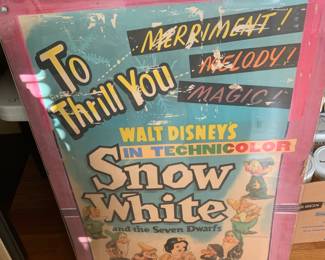 To
Thrill You
MERRIMENT!
MELODY!
MAGIC!
WALT DISNEY'S
IN TECHNICOLOR
Snow
White
and the Seven Dwarfs